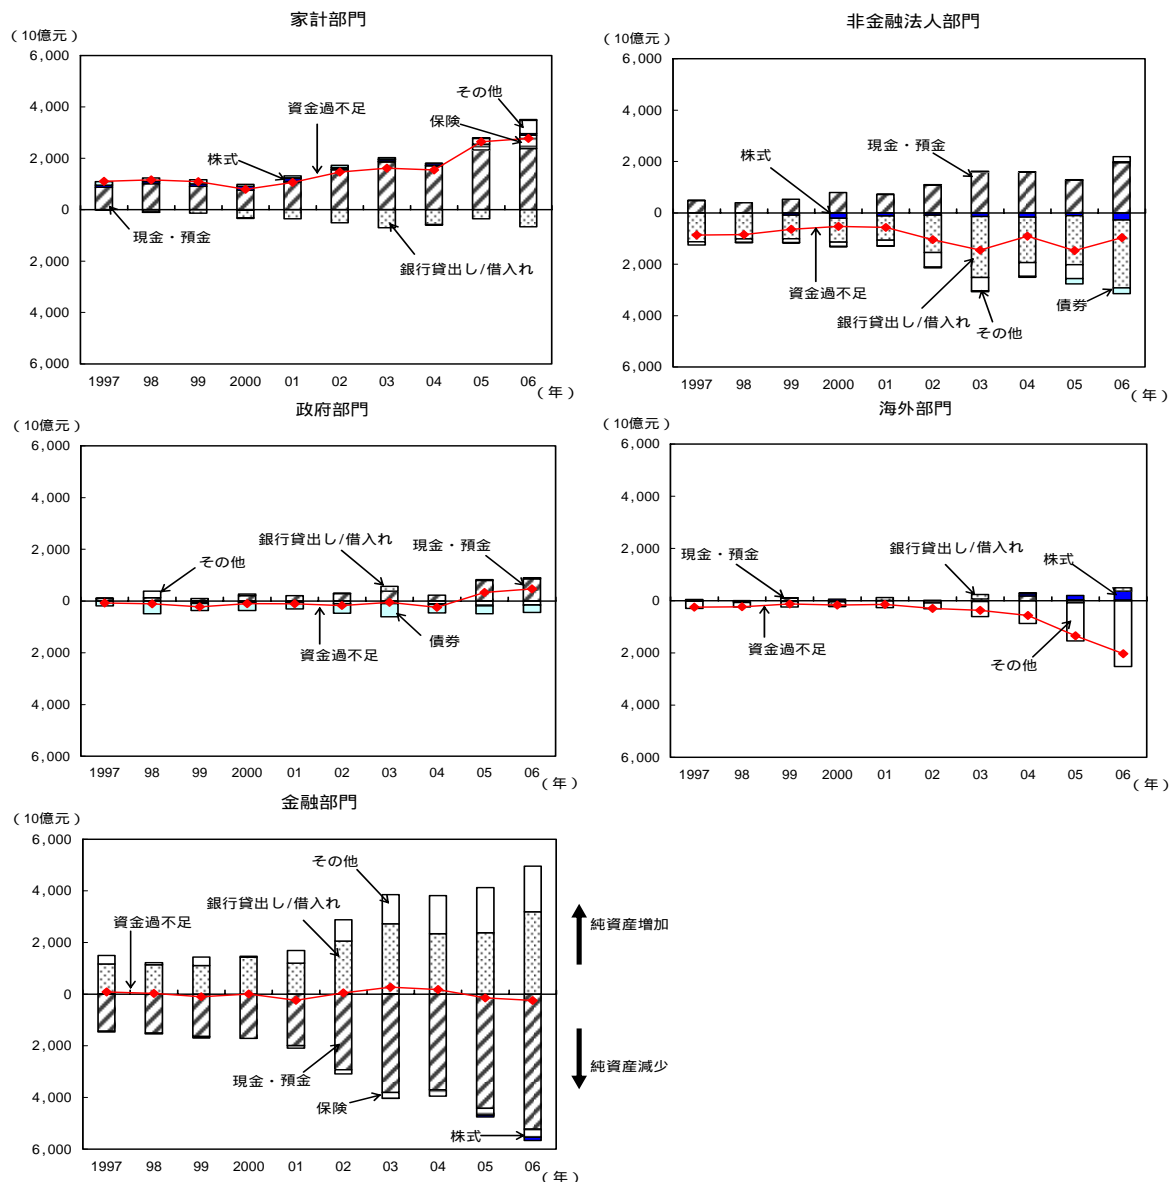 家計部門
(10億元)
6,000
4,000
2,000
0
2,000
4,000
6,000
その他
資金過不足
保険
株式
現金・預金
銀行貸出し/借入れ
1997 98 99 2000 01 02 03 04 05 06
(年)
非金融法人部門
(10億元)
6,000
4,000
2,000
0
2,000
4,000
6,000
現金・預金
株式
資金過不足
銀行貸出し/借入れ
その他
債券
1997 98 99 2000 01 02 03 04 05 06
(年)
政府部門
(10億元)
6,000
4,000
2,000
0
2,000
4,000
6,000
銀行貸出し/借入れ
現金・預金
その他
資金過不足
債券
1997 98 99 2000 01 02 03 04 05 06
(年)
海外部門
(10億元)
6,000
4,000
2,000
0
2,000
4,000
6,000
現金・預金
銀行貸出し/借入れ
株式
資金過不足
その他
1997 98 99 2000 01 02 03 04 05 06
(年)
金融部門
(10億元)
6,000
4,000
2,000
0
2,000
4,000
6,000
その他
銀行貸出し/借入れ
資金過不足
現金・預金
保険
株式
1997 98 99 2000 01 02 03 04 05 06
(年)
純資産増加
純資産減少